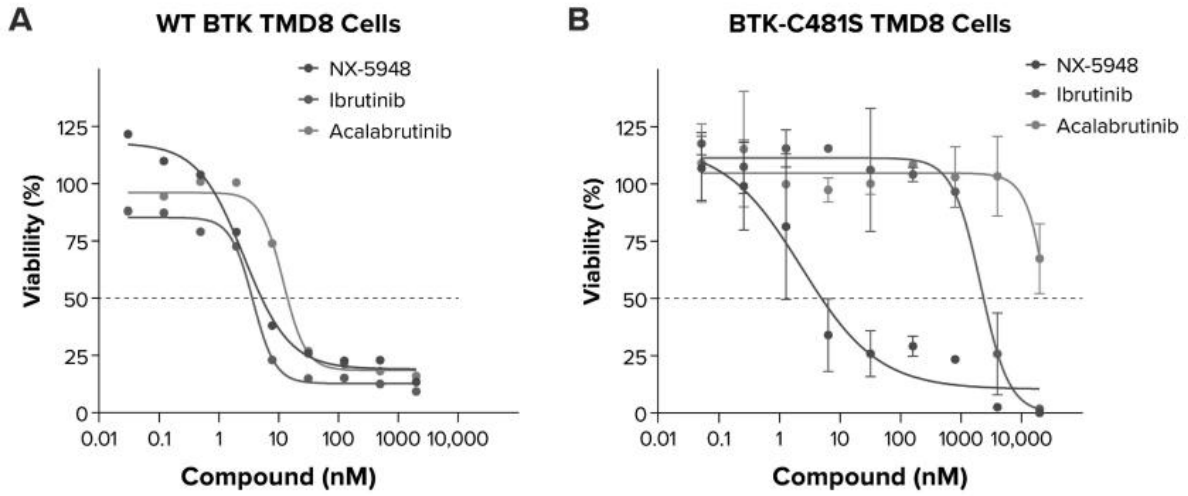 A
WT BTK TMD8 Cells
NX-5948
Ibrutinib
Acalabrutinib
Viablility (%)
125
100
75
50
25
0
0.01 0.1 1 10 100 1000 10,000
Compound (nM)
B
BTK-C481S TMD8 Cells
NX-5948
Ibrutinib
Acalabrutinib
Viability (%)
125
100
75
50
25
0
0.01 0.1 1 10 100 1000 10,000
Compound (nM)